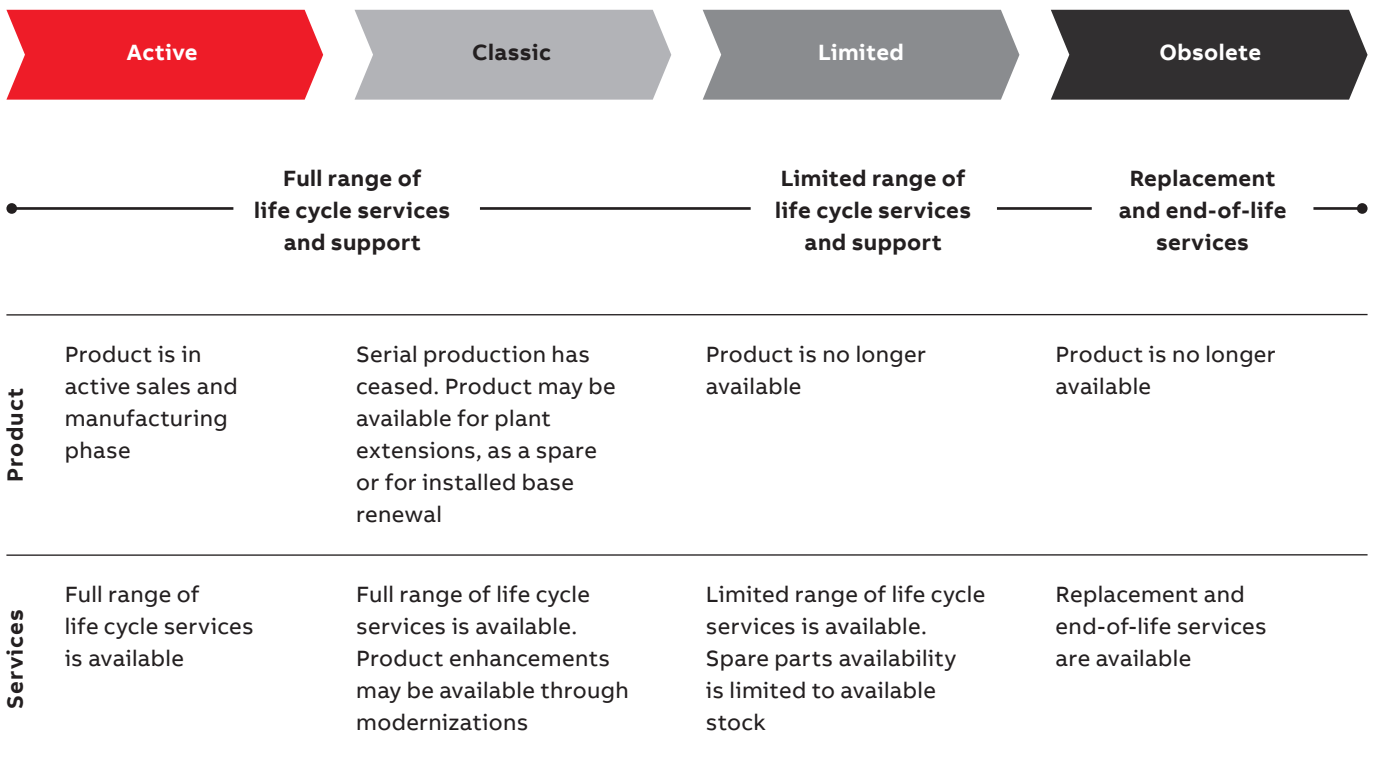 Active
Classic
Limited
Obsolete
Full range of
life cycle services
and support
Limited range of
life cycle services
and support
Replacement
and end-of-life
services
Product
Product is in
active sales and
manufacturing
phase
Serial production has
ceased. Product may be
available for plant
extensions, as a spare
or for installed base
renewal
Product is no longer
available
Product is no longer
available
Services
Full range of
life cycle services
is available
Full range of life cycle
services is available.
Product enhancements
may be available through
modernizations
Limited range of life cycle
services is available.
Spare parts availability
is limited to available
stock
Replacement and
end-of-life services
are available